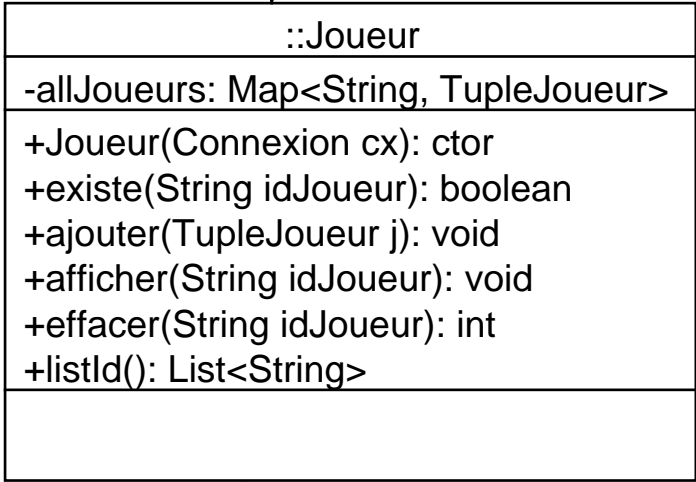 ::Joueur
-allJoueurs: Map<String, TupleJoueur>
+Joueur(Connexion cx): ctor
+existe(String idJoueur): boolean
+ajouter(TupleJoueur j): void
+afficher(String idJoueur): void
+effacer(String idJoueur): int
+listId(): List<String>